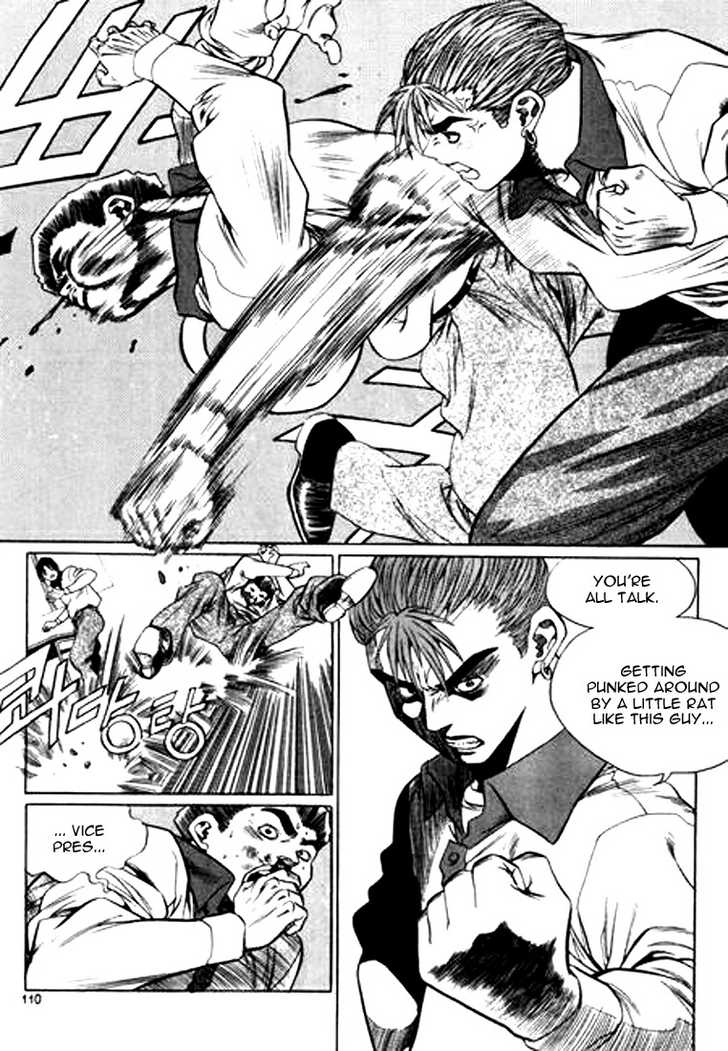 YOU'RE
ALL TALK.
GETTING
PUNKED AROUND
BY A LITTLE RAT
LIKE THIS GUY...
... VICE
PRES...
110